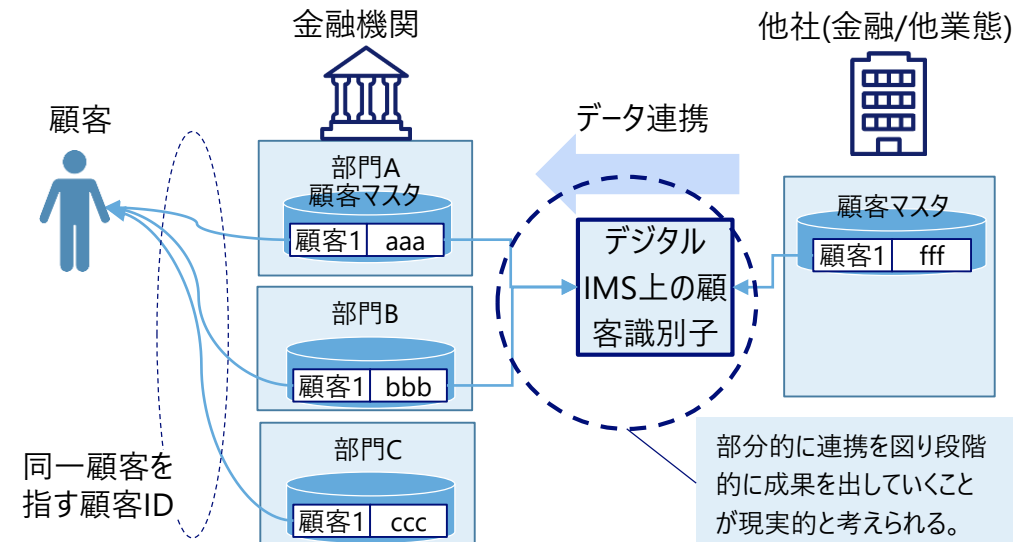 金融機関
他社(金融/他業態)
顧客
データ連携
部門A
顧客マスタ
顧客1 aaa
部門B
顧客1 bbb
部門C
顧客1 ccc
デジタル
IMS上の顧
客識別子
顧客マスタ
顧客1 fff
同一顧客を
指す顧客ID
部分的に連携を図り段階
的に成果を出していくこと
が現実的と考えられる。